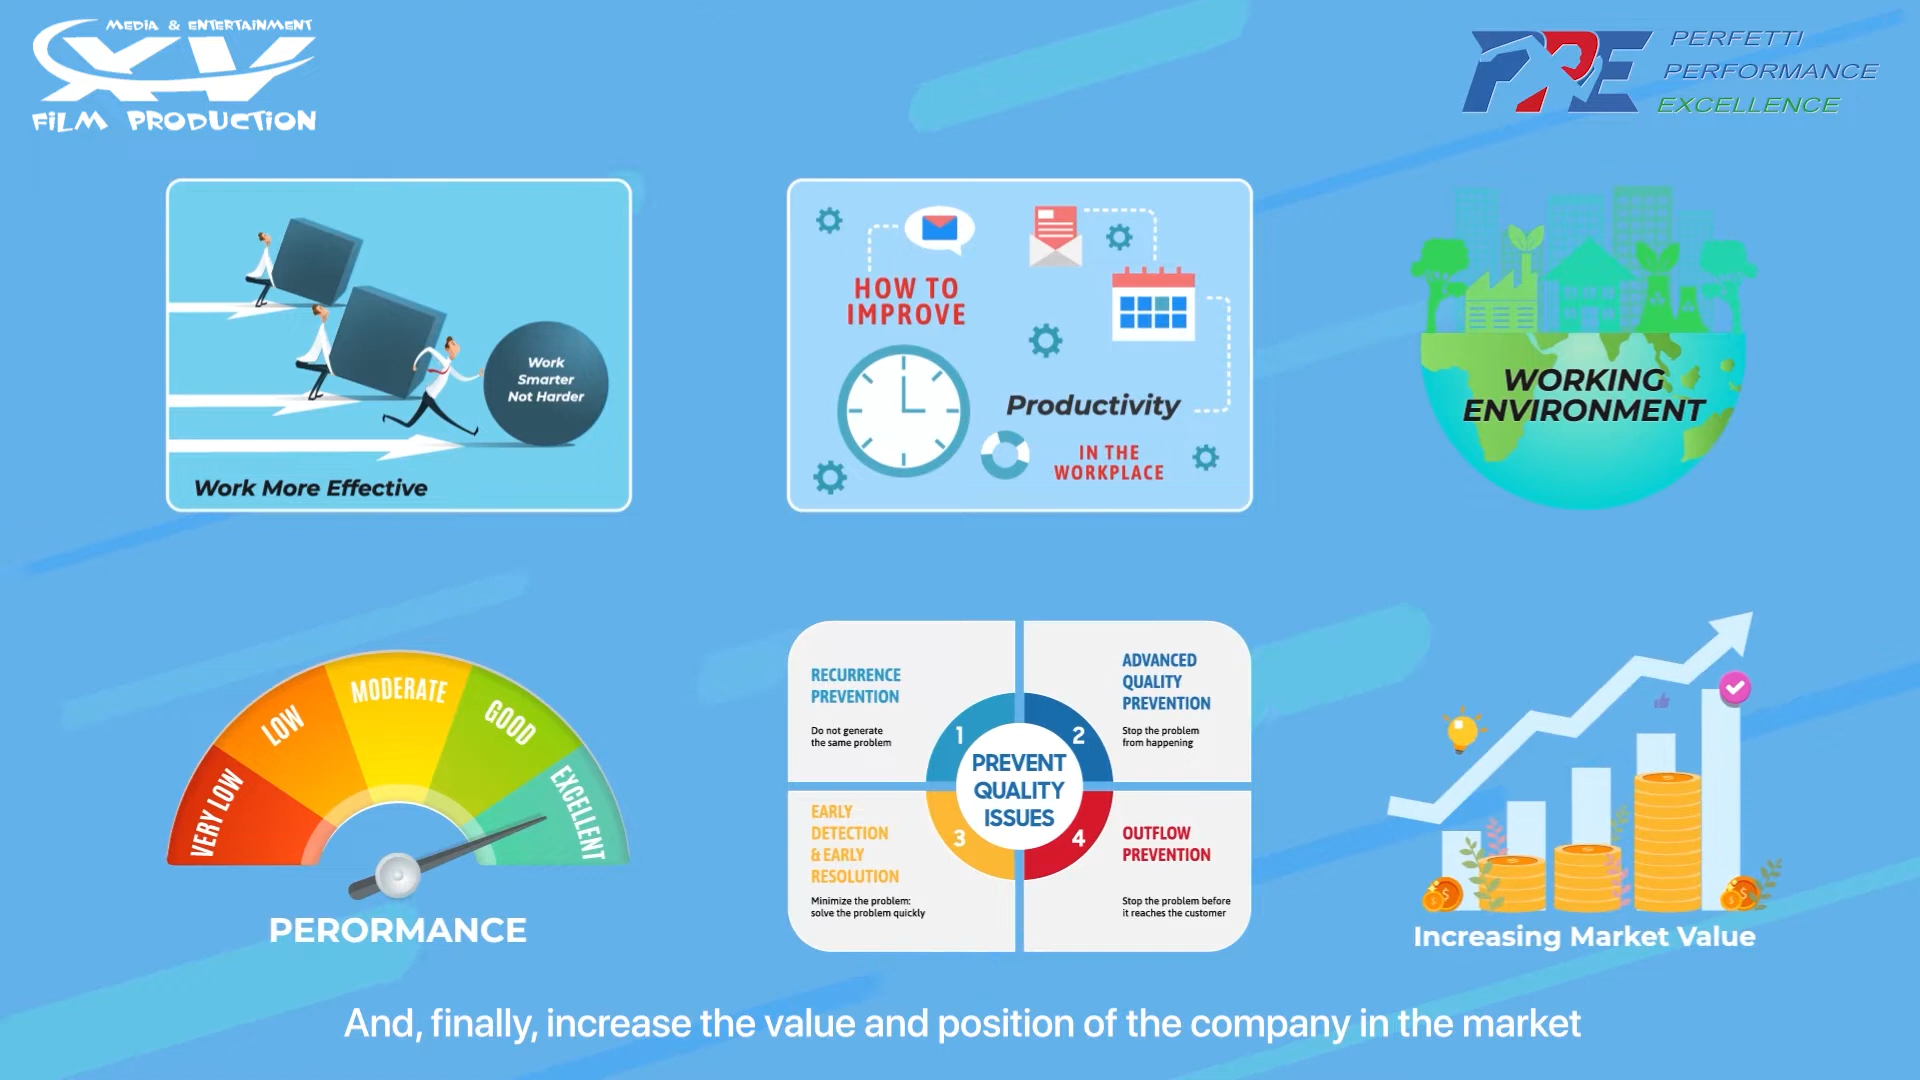 MEDIA & ENTERTAINMENT
XV
FILM PRODUCTION
PPE
PERFETTI
PERFORMANCE
EXCELLENCE
Work
Smarter
Not Harder
Work More Effective
HOW TO
IMPROVE
Productivity
IN THE
WORKPLACE
WORKING
ENVIRONMENT
VERY LOW
LOW
MODERATE
GOOD
EXCELLENT
PERORMANCE
RECURRENCE
PREVENTION
Do not generate
the same problem
1
ADVANCED
QUALITY
PREVENTION
Stop the problem
from happening
2
PREVENT
QUALITY
ISSUES
EARLY
DETECTION
& EARLY
RESOLUTION
Minimize the problem:
solve the problem quickly
3
OUTFLOW
PREVENTION
Stop the problem before
it reaches the customer
4
Increasing Market Value
And, finally, increase the value and position of the company in the market